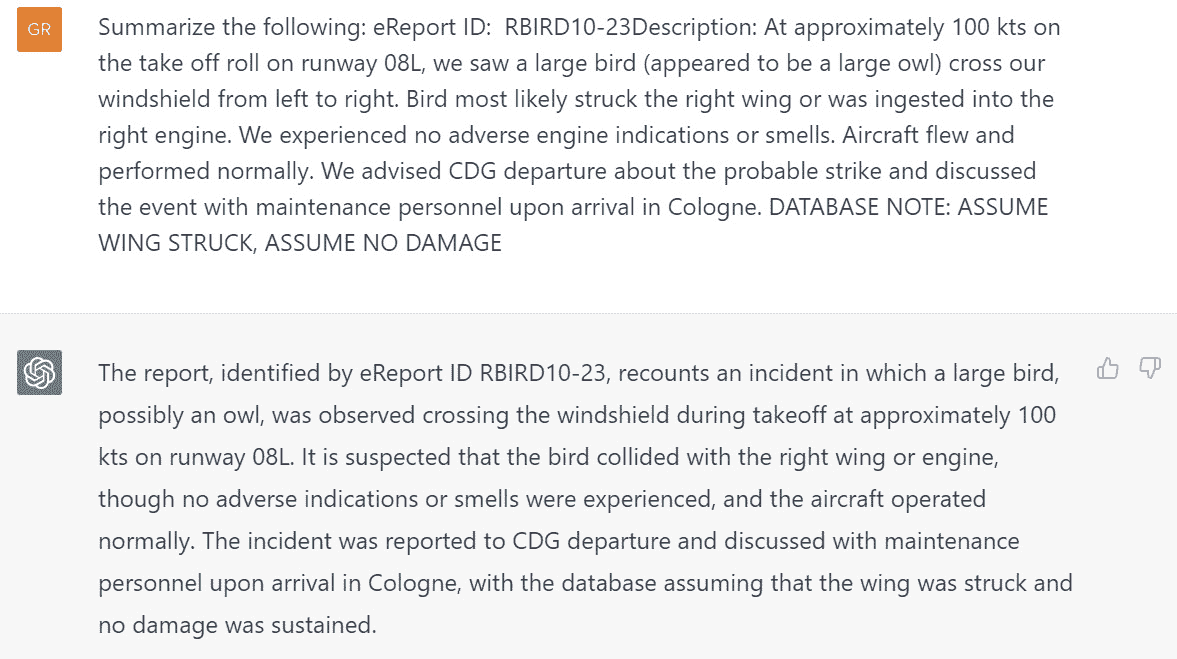 GR
Summarize the following: eReport ID:  RBIRD10-23Description: At approximately 100 kts on
the take off roll on runway 08L, we saw a large bird (appeared to be a large owl) cross our
windshield from left to right. Bird most likely struck the right wing or was ingested into the
right engine. We experienced no adverse engine indications or smells. Aircraft flew and
performed normally. We advised CDG departure about the probable strike and discussed
the event with maintenance personnel upon arrival in Cologne. DATABASE NOTE: ASSUME
WING STRUCK, ASSUME NO DAMAGE
The report, identified by eReport ID RBIRD10-23, recounts an incident in which a large bird,
possibly an owl, was observed crossing the windshield during takeoff at approximately 100
kts on runway 08L. It is suspected that the bird collided with the right wing or engine,
though no adverse indications or smells were experienced, and the aircraft operated
normally. The incident was reported to CDG departure and discussed with maintenance
personnel upon arrival in Cologne, with the database assuming that the wing was struck and
no damage was sustained.